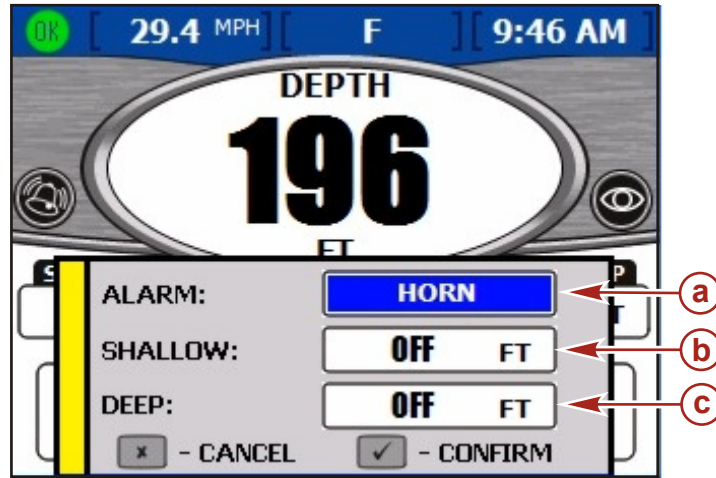 OK 29.4 MPH F 9:46 AM
DEPTH
196
FT
S P
T
ALARM: HORN a
SHALLOW: OFF FT b
DEEP: OFF FT c
x - CANCEL ✓ - CONFIRM